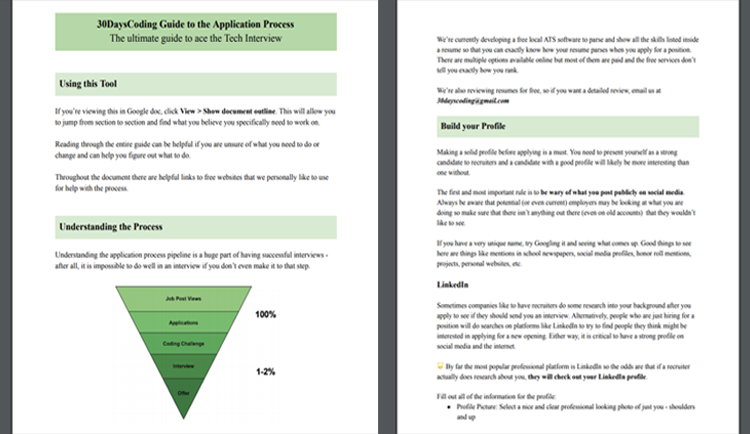 30DaysCoding Guide to the Application Process
The ultimate guide to ace the Tech Interview
Using this Tool
If you're viewing this in Google doc, click View > Show document outline. This will allow you
to jump from section to section and find what you believe you specifically need to work on.
Reading through the entire guide can be helpful if you are unsure of what you need to do or
change and can help you figure out what to do.
Throughout the document there are helpful links to free websites that we personally like to use
for help with the process.
Understanding the Process
Understanding the application process pipeline is a huge part of having successful interviews -
after all, it is impossible to do well in an interview if you don't even make it to that step.
Job Post Views
100%
Applications
Coding Challenge
Interview
1-2%
Offer
We're currently developing a free local ATS software to parse and show all the skills listed inside
a resume so that you can exactly know how your resume parses when you apply for a position.
There are multiple options available online but most of them are paid and the free services don't
tell you exactly how you rank.
We're also reviewing resumes for free, so if you want a detailed review, email us at
30dayscoding@gmail.com
Build your Profile
Making a solid profile before applying is a must. You need to present yourself as a strong
candidate to recruiters and a candidate with a good profile will likely be more interesting than
one without.
The first and most important rule is to be wary of what you post publicly on social media.
Always be aware that potential (or even current) employers may be looking at what you are
doing so make sure that there isn't anything out there (even on old accounts) that they wouldn't
like to see.
If you have a very unique name, try Googling it and seeing what comes up. Good things to see
here are things like mentions in school newspapers, social media profiles, honor roll mentions,
projects, personal websites, etc.
LinkedIn
Sometimes companies like to have recruiters do some research into your background after you
apply to see if they should send you an interview. Alternatively, people who are just hiring for a
position will do searches on platforms like LinkedIn to try to find people they think might be
interested in applying for a new opening. Either way, it is critical to have a strong profile on
social media and the internet.
By far the most popular professional platform is LinkedIn so the odds are that if a recruiter
actually does research about you, they will check out your LinkedIn profile.
Fill out all of the information for the profile:
• Profile Picture: Select a nice and clear professional looking photo of just you - shoulders
and up